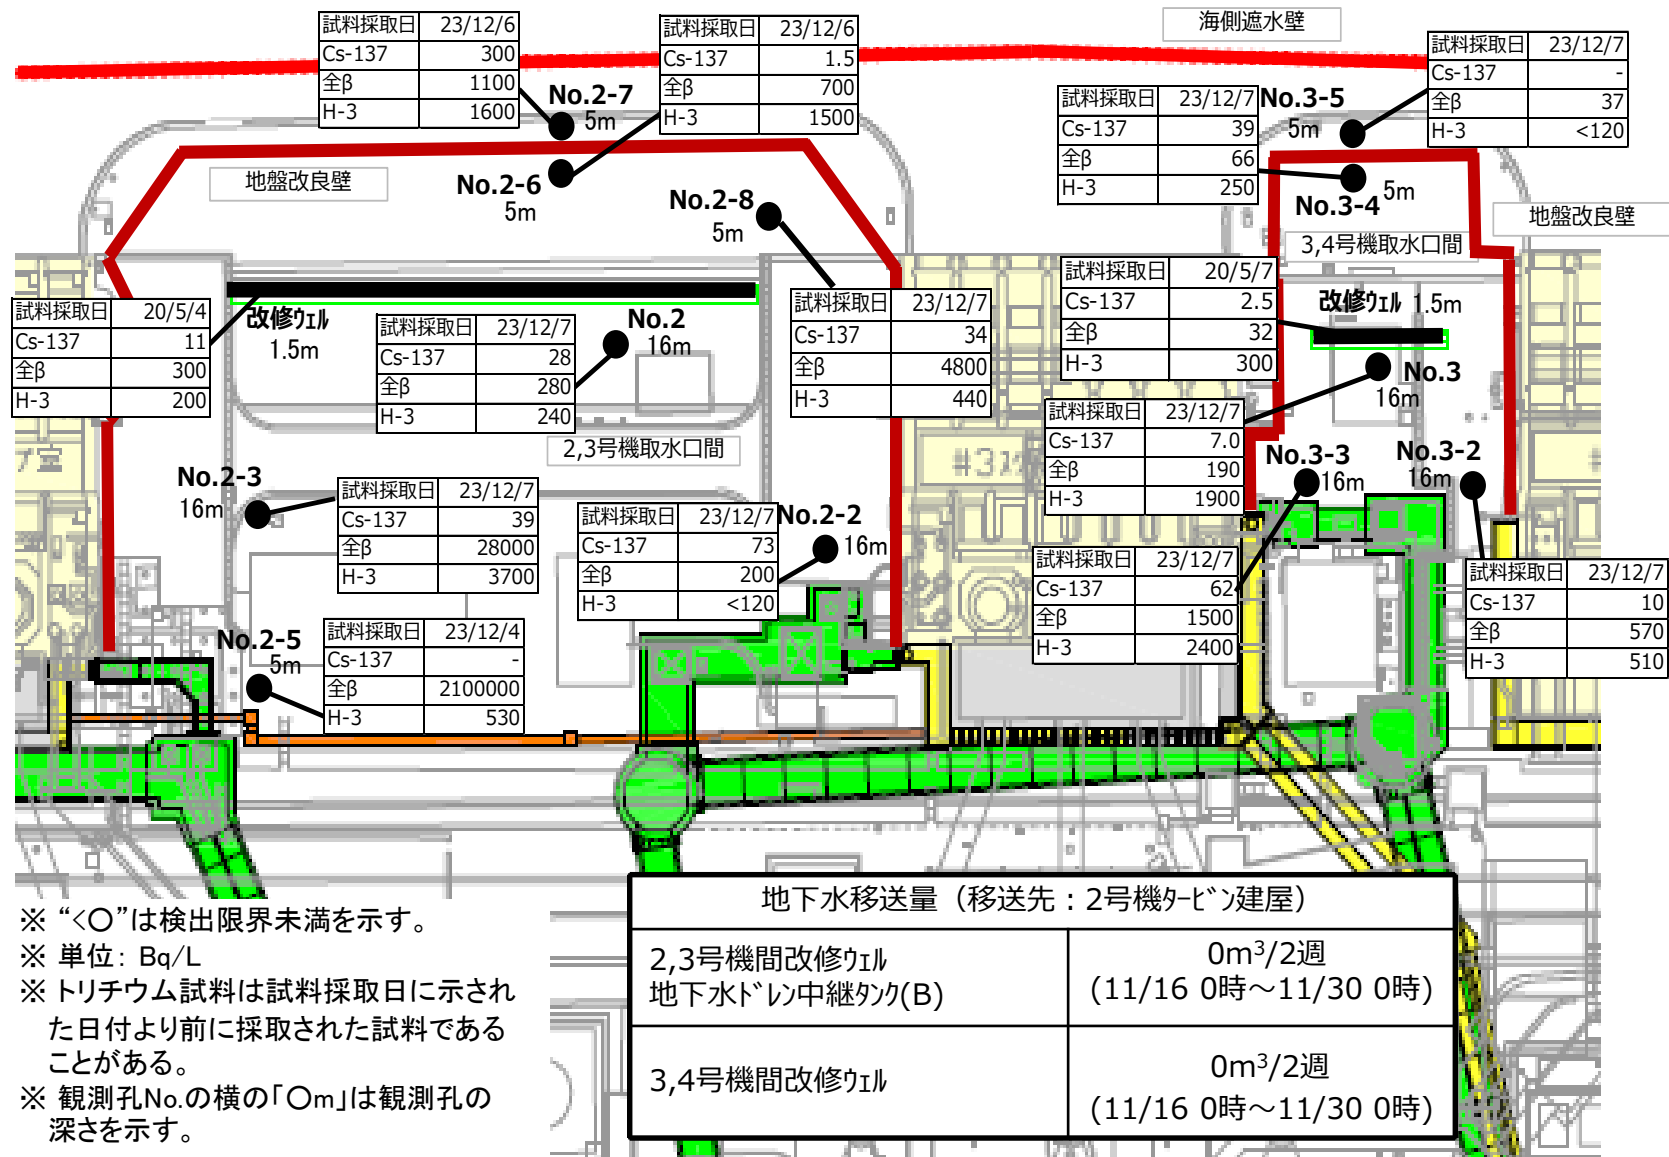 海側遮水壁
試料採取日 23/12/6
Cs-137 300
全β 1100
H-3 1600
No.2-7
5m
試料採取日 23/12/6
Cs-137 1.5
全β 700
H-3 1500
No.2-6
5m
地盤改良壁
No.2-8
5m
試料採取日 23/12/7
Cs-137 39
全β 66
H-3 250
No.3-5
5m
試料採取日 23/12/7
Cs-137 -
全β 37
H-3 <120
No.3-4
5m
地盤改良壁
3,4号機取水口間
試料採取日 20/5/4
Cs-137 11
全β 300
H-3 200
改修ｳｪﾙ
1.5m
試料採取日 23/12/7
Cs-137 28
全β 280
H-3 240
No.2
16m
試料採取日 23/12/7
Cs-137 34
全β 4800
H-3 440
試料採取日 20/5/7
Cs-137 2.5
全β 32
H-3 300
改修ｳｪﾙ 1.5m
No.3
16m
試料採取日 23/12/7
Cs-137 7.0
全β 190
H-3 1900
2,3号機取水口間
No.2-3
16m
試料採取日 23/12/7
Cs-137 39
全β 28000
H-3 3700
試料採取日 23/12/7
Cs-137 73
全β 200
H-3 <120
No.2-2
16m
No.3-3
16m
No.3-2
16m
試料採取日 23/12/7
Cs-137 62
全β 1500
H-3 2400
試料採取日 23/12/7
Cs-137 10
全β 570
H-3 510
No.2-5
5m
試料採取日 23/12/4
Cs-137 -
全β 2100000
H-3 530
※ “<○”は検出限界未満を示す。
※ 単位: Bq/L
※ トリチウム試料は試料採取日に示され
た日付より前に採取された試料である
ことがある。
※ 観測孔No.の横の「○m」は観測孔の
深さを示す。
地下水移送量（移送先：2号機ﾀｰﾋﾞﾝ建屋）
2,3号機間改修ｳｪﾙ
地下水ﾄﾞﾚﾝ中継ﾀﾝｸ(B)
0m³/2週
(11/16 0時～11/30 0時)
3,4号機間改修ｳｪﾙ
0m³/2週
(11/16 0時～11/30 0時)